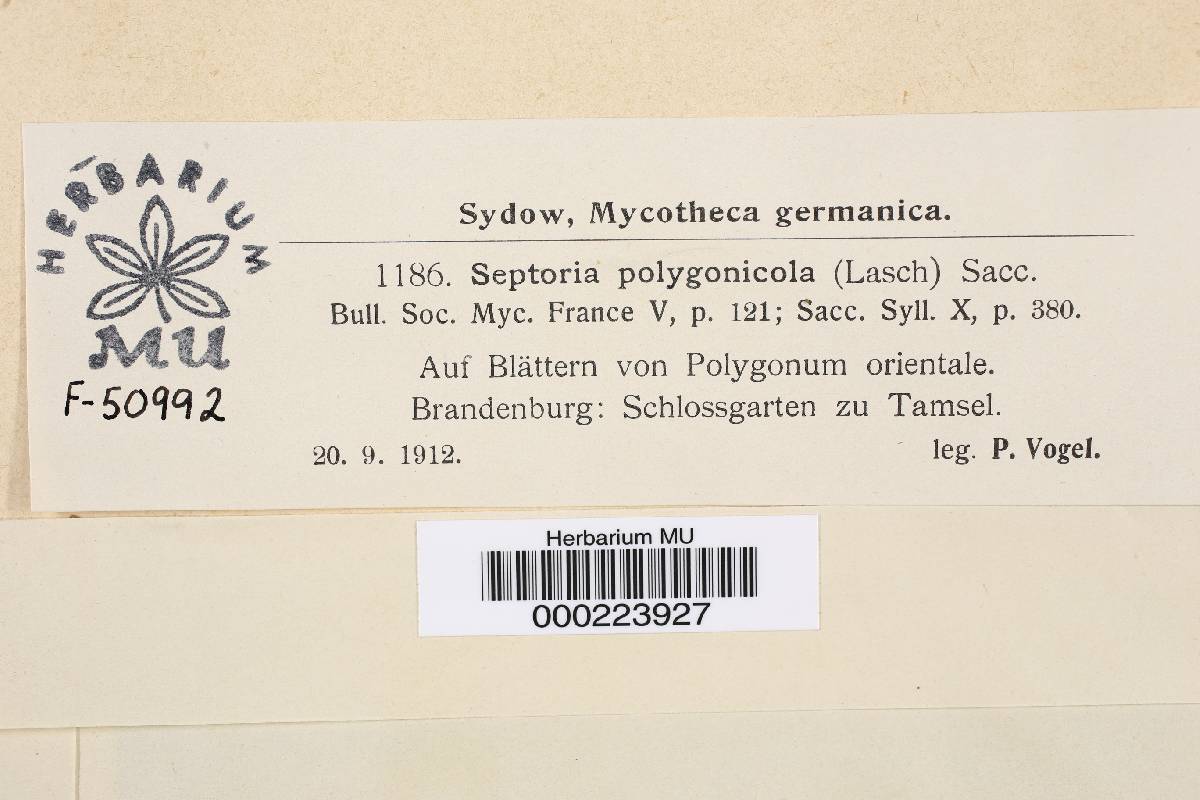 HERBARIUM
MU
F-50992
Sydow, Mycotheca germanica.
1186. Septoria polygonicola (Lasch) Sacc.
Bull. Soc. Myc. France V, p. 121; Sacc. Syll. X, p. 380.
Auf Blättern von Polygonum orientale.
Brandenburg: Schlossgarten zu Tamsel.
20. 9. 1912. leg. P. Vogel.
Herbarium MU
000223927